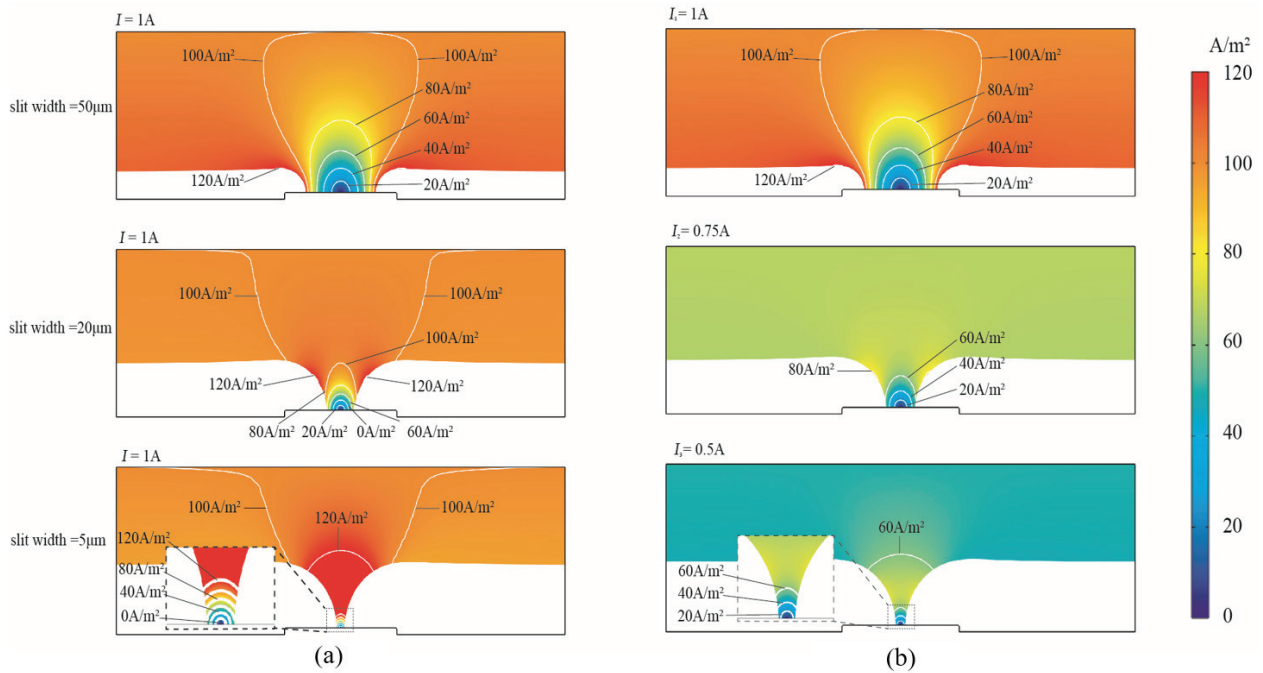 I = 1A
100A/m²
100A/m²
80A/m²
60A/m²
40A/m²
20A/m²
120A/m²
slit width =50μm
I₁ = 1A
100A/m²
100A/m²
80A/m²
60A/m²
40A/m²
20A/m²
120A/m²
I = 1A
100A/m²
100A/m²
100A/m²
120A/m²
120A/m²
80A/m²
20A/m²
0A/m²
60A/m²
slit width =20μm
I₂ = 0.75A
60A/m²
40A/m²
20A/m²
80A/m²
I = 1A
100A/m²
100A/m²
120A/m²
120A/m²
80A/m²
40A/m²
0A/m²
slit width =5μm
I₃ = 0.5A
60A/m²
60A/m²
40A/m²
20A/m²
A/m²
120
100
80
60
40
20
0
(a)
(b)